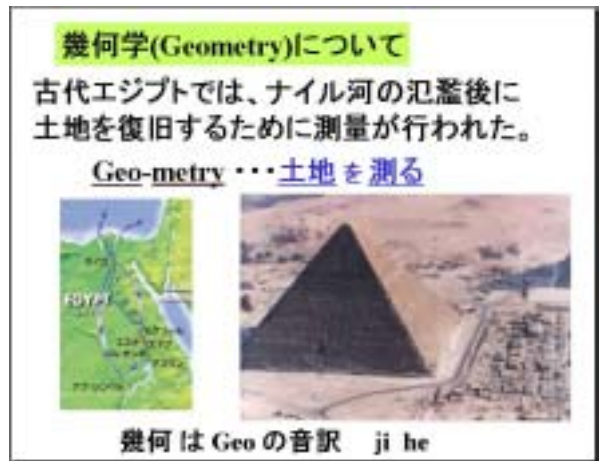 幾何学(Geometry)について
古代エジプトでは、ナイル河の氾濫後に
土地を復旧するために測量が行われた。
Geo-metry・・・土地を測る
EGYPT
幾何はGeoの音訳 ji he